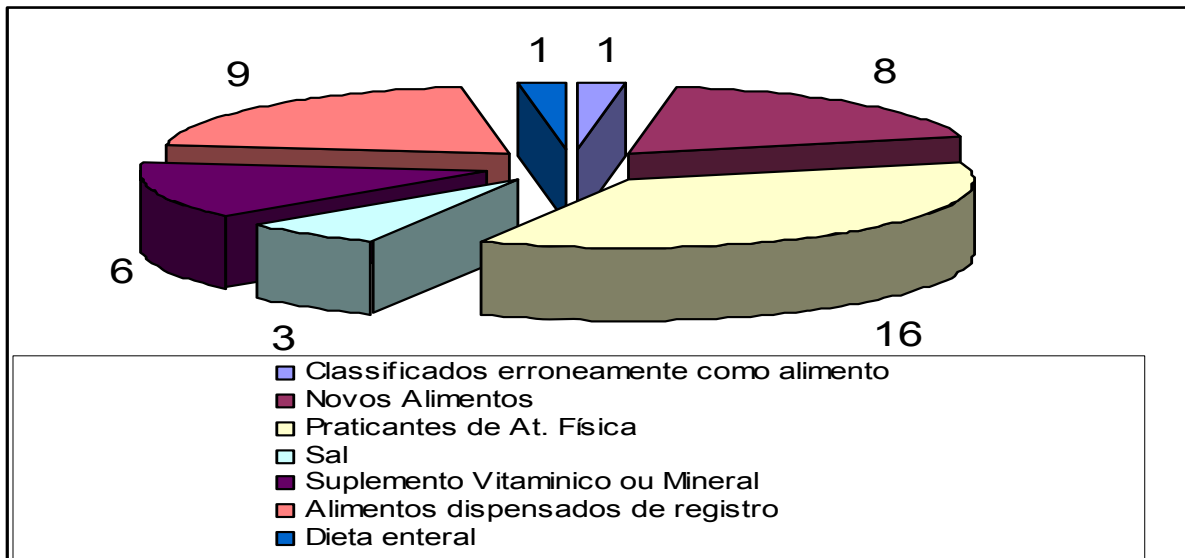 1 1
9 8
6
3 16
Classificados erroneamente como alimento
Novos Alimentos
Praticantes de At. Física
Sal
Suplemento Vitaminico ou Mineral
Alimentos dispensados de registro
Dieta enteral